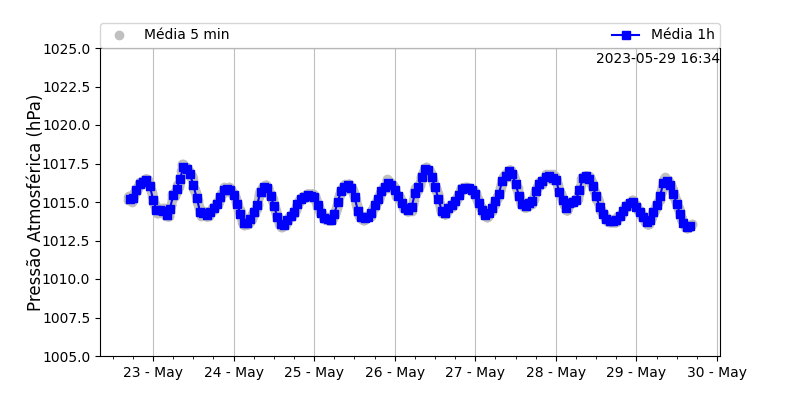 Média 5 min
Média 1h
2023-05-29 16:34
Pressão Atmosférica (hPa)
1025.0
1022.5
1020.0
1017.5
1015.0
1012.5
1010.0
1007.5
1005.0
23 - May
24 - May
25 - May
26 - May
27 - May
28 - May
29 - May
30 - May